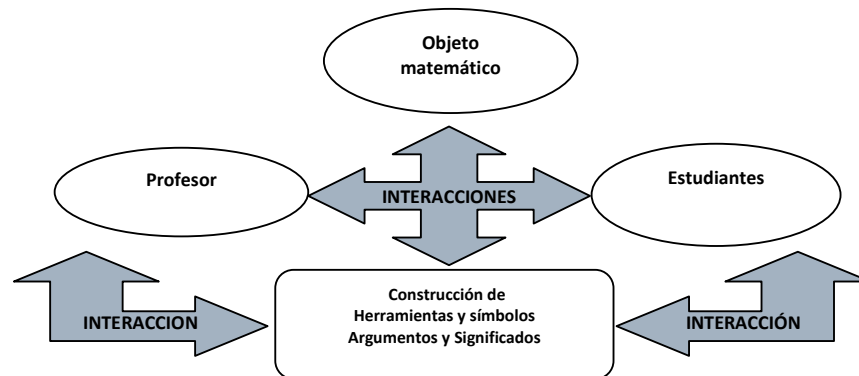 Objeto
matemático
Profesor
INTERACCIONES
Estudiantes
INTERACCION
Construcción de
Herramientas y símbolos
Argumentos y Significados
INTERACCIÓN